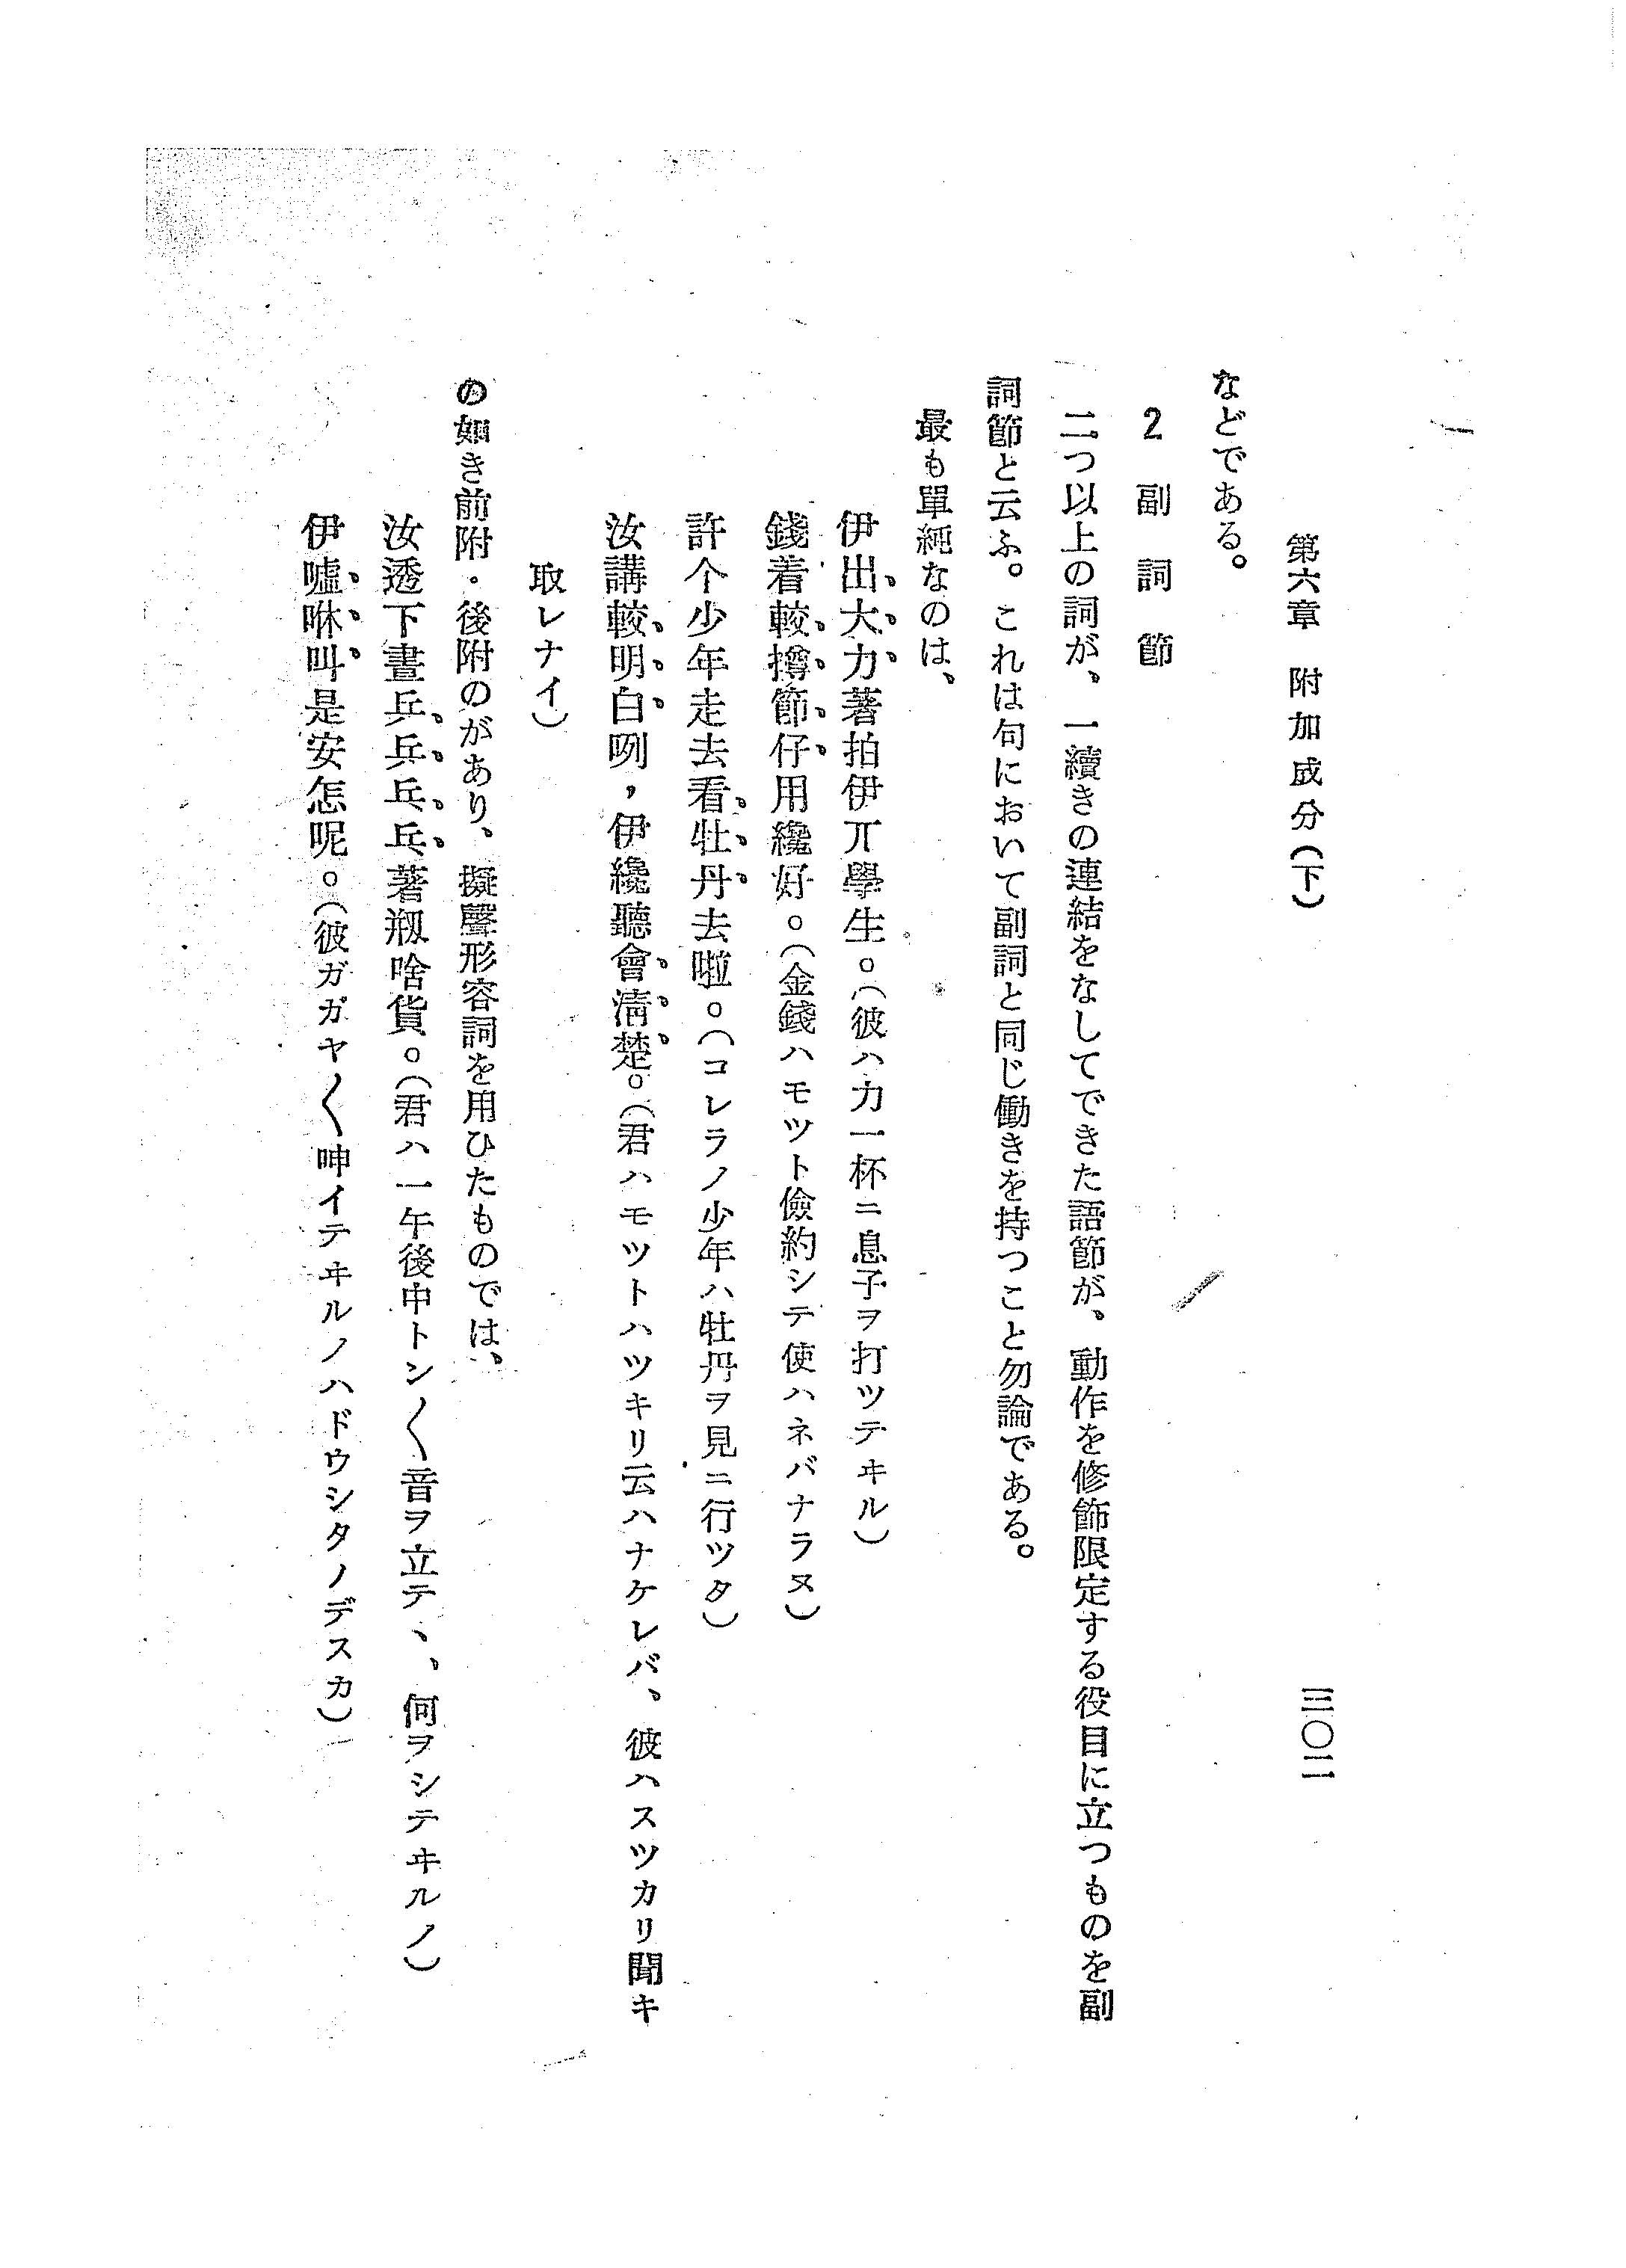 第六章　附加成分（下）
三〇二
などである。
2　副　詞　節
二つ以上の詞が、一續きの連結をなしてできた語節が、動作を修飾限定する役目に立つものを副
詞節と云ふ。これは句において副詞と同じ働きを持つこと勿論である。
最も單純なのは、
伊出大力著拍伊丌學生。（彼ハ力一杯ニ息子ヲ打ツテヰル）
錢着較撙節仔用纔好。（金錢ハモツト儉約シテ使ハネバナラヌ）
許个少年走去看牡丹去啦。（コレラノ少年ハ牡丹ヲ見ニ行ツタ）
汝講較明白咧，伊纔聽會淸楚。（君ハモツトハツキリ云ハナケレバ、彼ハスツカリ聞キ
取レナイ）
の如き前附・後附のがあり、擬聲形容詞を用ひたものでは、
汝透下晝乒乒乓乓著剏啥貨。（君ハ一午後中トン〱音ヲ立テヽ、何ヲシテヰルノ）
伊噓咻叫是安怎呢。（彼ガガヤ〱呻イテヰルノハドウシタノデスカ）